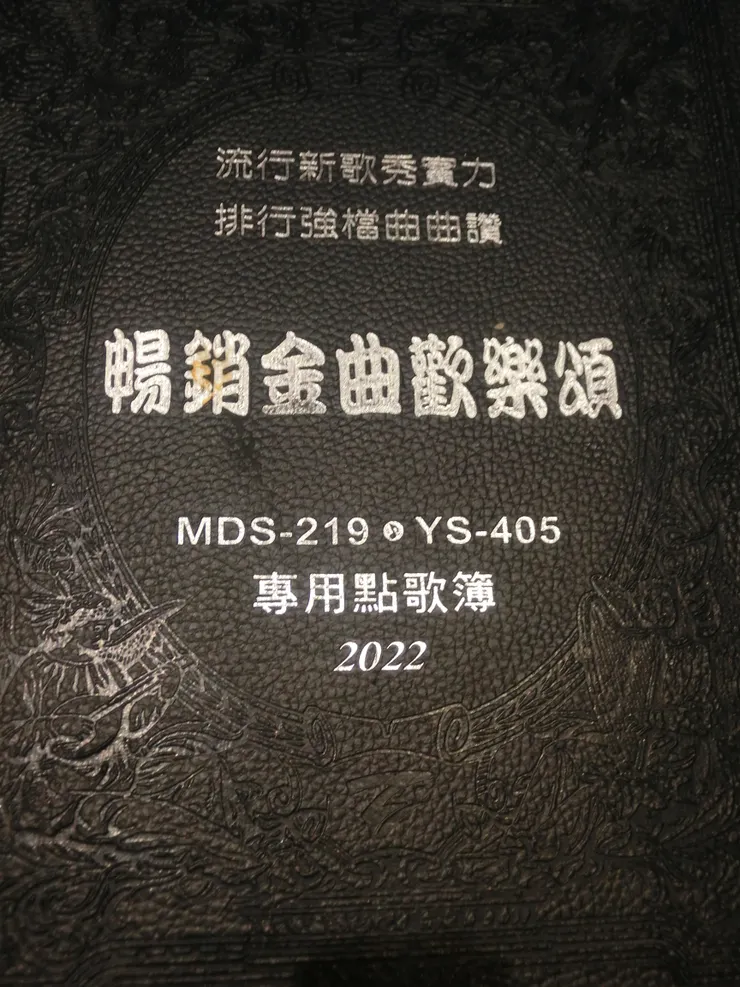 流行新歌秀實力
排行強檔曲曲讚
暢銷金曲歡樂頌
MDS-219 YS-405
專用點歌簿
2022